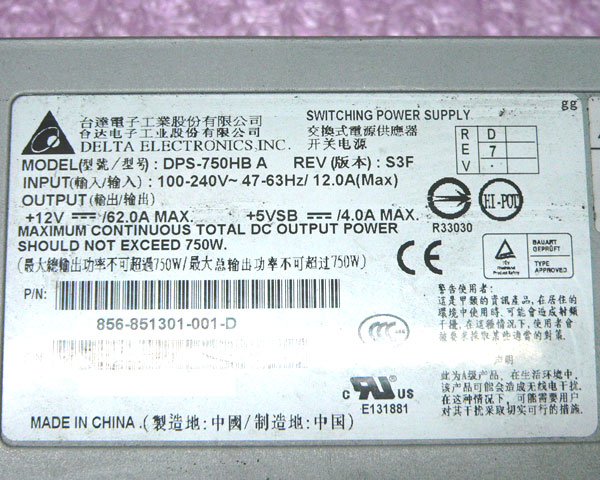 gg
台達電子工業股份有限公司
台达电子工业股份有限公司
DELTA ELECTRONICS, INC.
SWITCHING POWER SUPPLY
交換式電源供應器
开关电源
R D
E 7
V .
MODEL(型號/型号): DPS-750HB A REV (版本): S3F
INPUT(輸入/输入): 100-240V~ 47-63Hz/ 12.0A(Max)
OUTPUT(輸出/输出)
+12V /62.0A MAX. +5VSB /4.0A MAX.
MAXIMUM CONTINUOUS TOTAL DC OUTPUT POWER
SHOULD NOT EXCEED 750W.
(最大總輸出功率不可超過750W/最大总输出功率不可超过750W)
R33030
HI-POT
CE
TÜV
BAUART
GEPRÜFT
TYPE
APPROVED
P/N:
856-851301-001-D
CCC
警告使用者:
這是甲類的資訊產品,在居住的
環境中使用時,可能會造成射頻
干擾,在這種情況下,使用者會
被要求採取某些適當的對策
声明
此为A级产品,在生活环境中,
该产品可能会造成无线电干扰,
在这种情况下,可能需要用户
对其干扰采取切实可行的措施.
c RU US
E131881
MADE IN CHINA. (製造地:中國/制造地:中国)